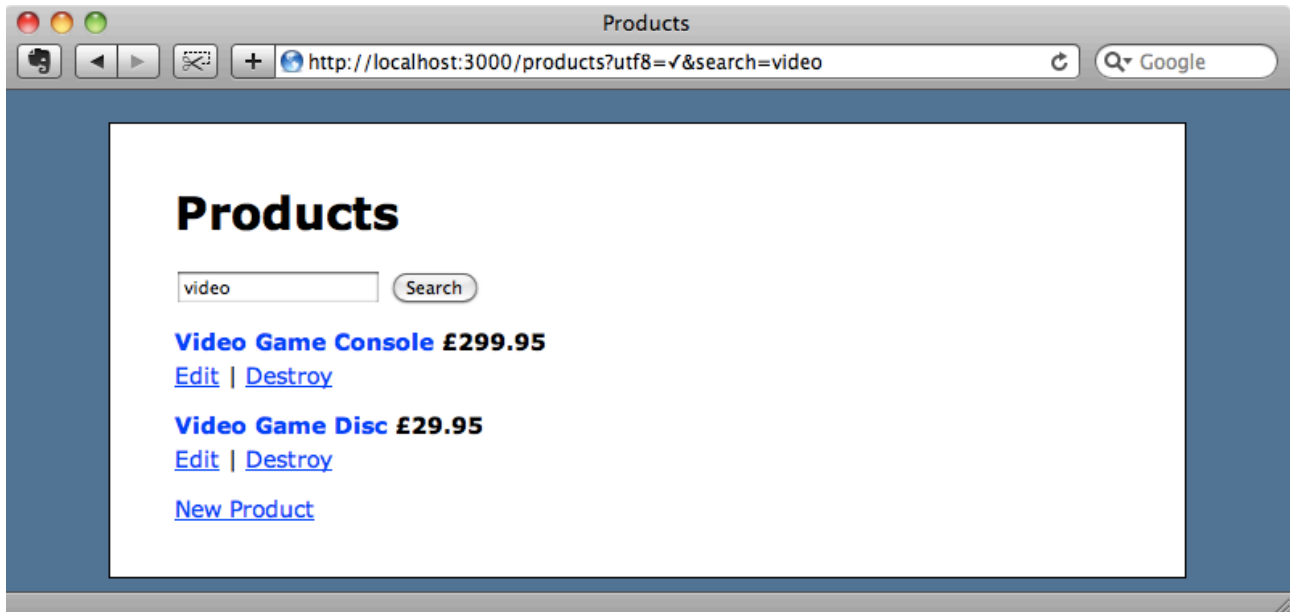 Products
http://localhost:3000/products?utf8=✓&search=video
Google
Products
video
Search
Video Game Console £299.95
Edit | Destroy
Video Game Disc £29.95
Edit | Destroy
New Product